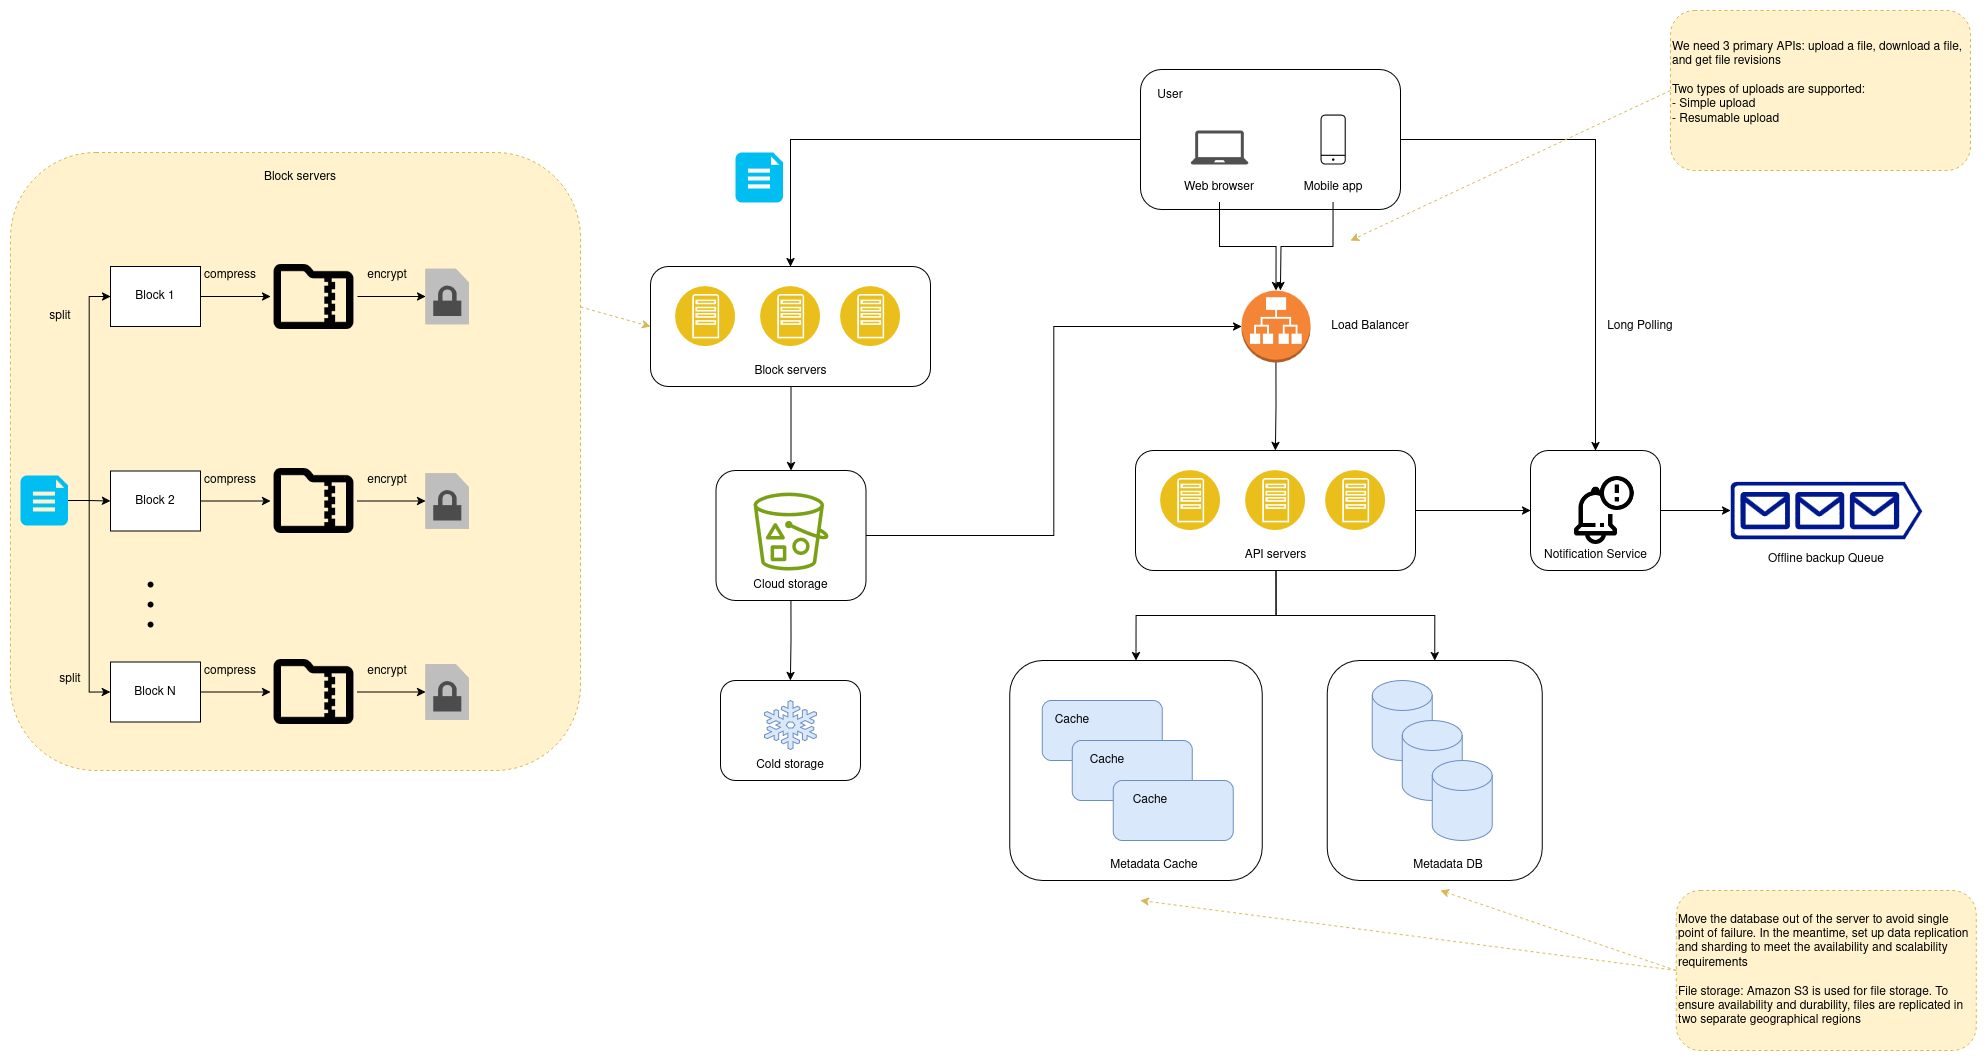 We need 3 primary APIs: upload a file, download a file,
and get file revisions
Two types of uploads are supported:
- Simple upload
- Resumable upload
User
Web browser
Mobile app
Block servers
Block 1
compress
encrypt
split
Block servers
Load Balancer
Long Polling
Block 2
compress
encrypt
Cloud storage
API servers
Notification Service
Offline backup Queue
split
Block N
compress
encrypt
Cold storage
Cache
Cache
Cache
Metadata Cache
Metadata DB
Move the database out of the server to avoid single
point of failure. In the meantime, set up data replication
and sharding to meet the availability and scalability
requirements
File storage: Amazon S3 is used for file storage. To
ensure availability and durability, files are replicated in
two separate geographical regions